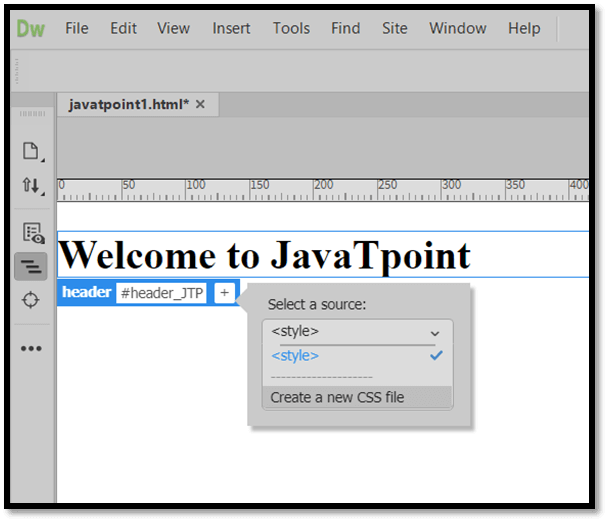 Dw File Edit View Insert Tools Find Site Window Help
javatpoint1.html* ×
0 50 100 150 200 250 300 350 400
Welcome to JavaTpoint
header #header_JTP +
Select a source:
<style>
<style>
--------------------
Create a new CSS file